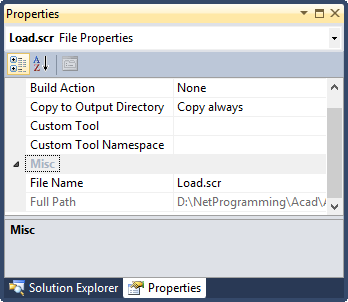 Properties
Load.scr File Properties
Build Action None
Copy to Output Directory Copy always
Custom Tool
Custom Tool Namespace
Misc
File Name Load.scr
Full Path D:\NetProgramming\Acad\
Misc
Solution Explorer Properties